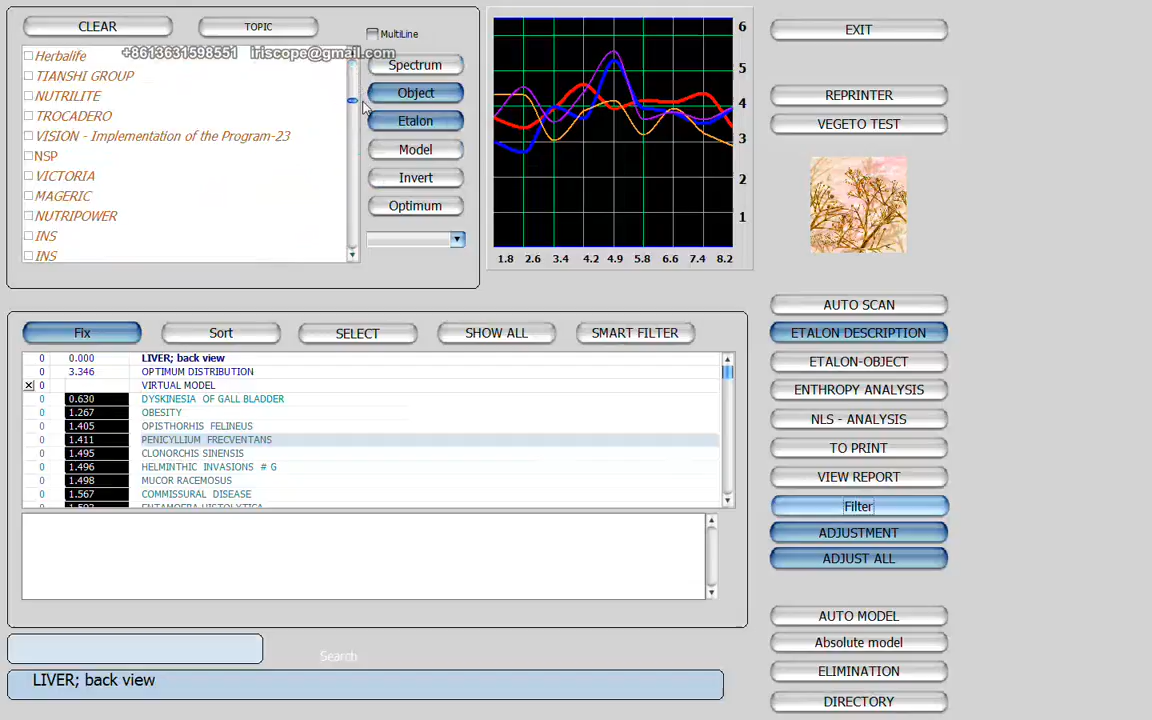 CLEAR
TOPIC
MultiLine
+8613631598551 iriscope@gmail.com
Herbalife
TIANSHI GROUP
NUTRILITE
TROCADERO
VISION - Implementation of the Program-23
NSP
VICTORIA
MAGERIC
NUTRIPOWER
INS
INS
Spectrum
Object
Etalon
Model
Invert
Optimum
6
5
4
3
2
1
1.8 2.6 3.4 4.2 4.9 5.8 6.6 7.4 8.2
EXIT
REPRINTER
VEGETO TEST
Fix
Sort
SELECT
SHOW ALL
SMART FILTER
0 0.000 LIVER; back view
0 3.346 OPTIMUM DISTRIBUTION
0 VIRTUAL MODEL
0 0.630 DYSKINESIA OF GALL BLADDER
0 1.267 OBESITY
0 1.405 OPISTHORHIS FELINEUS
0 1.411 PENICYLLIUM FRECVENTANS
0 1.495 CLONORCHIS SINENSIS
0 1.496 HELMINTHIC INVASIONS # G
0 1.498 MUCOR RACEMOSUS
0 1.567 COMMISSURAL DISEASE
AUTO SCAN
ETALON DESCRIPTION
ETALON-OBJECT
ENTHROPY ANALYSIS
NLS - ANALYSIS
TO PRINT
VIEW REPORT
Filter
ADJUSTMENT
ADJUST ALL
AUTO MODEL
Absolute model
ELIMINATION
DIRECTORY
Search
LIVER; back view